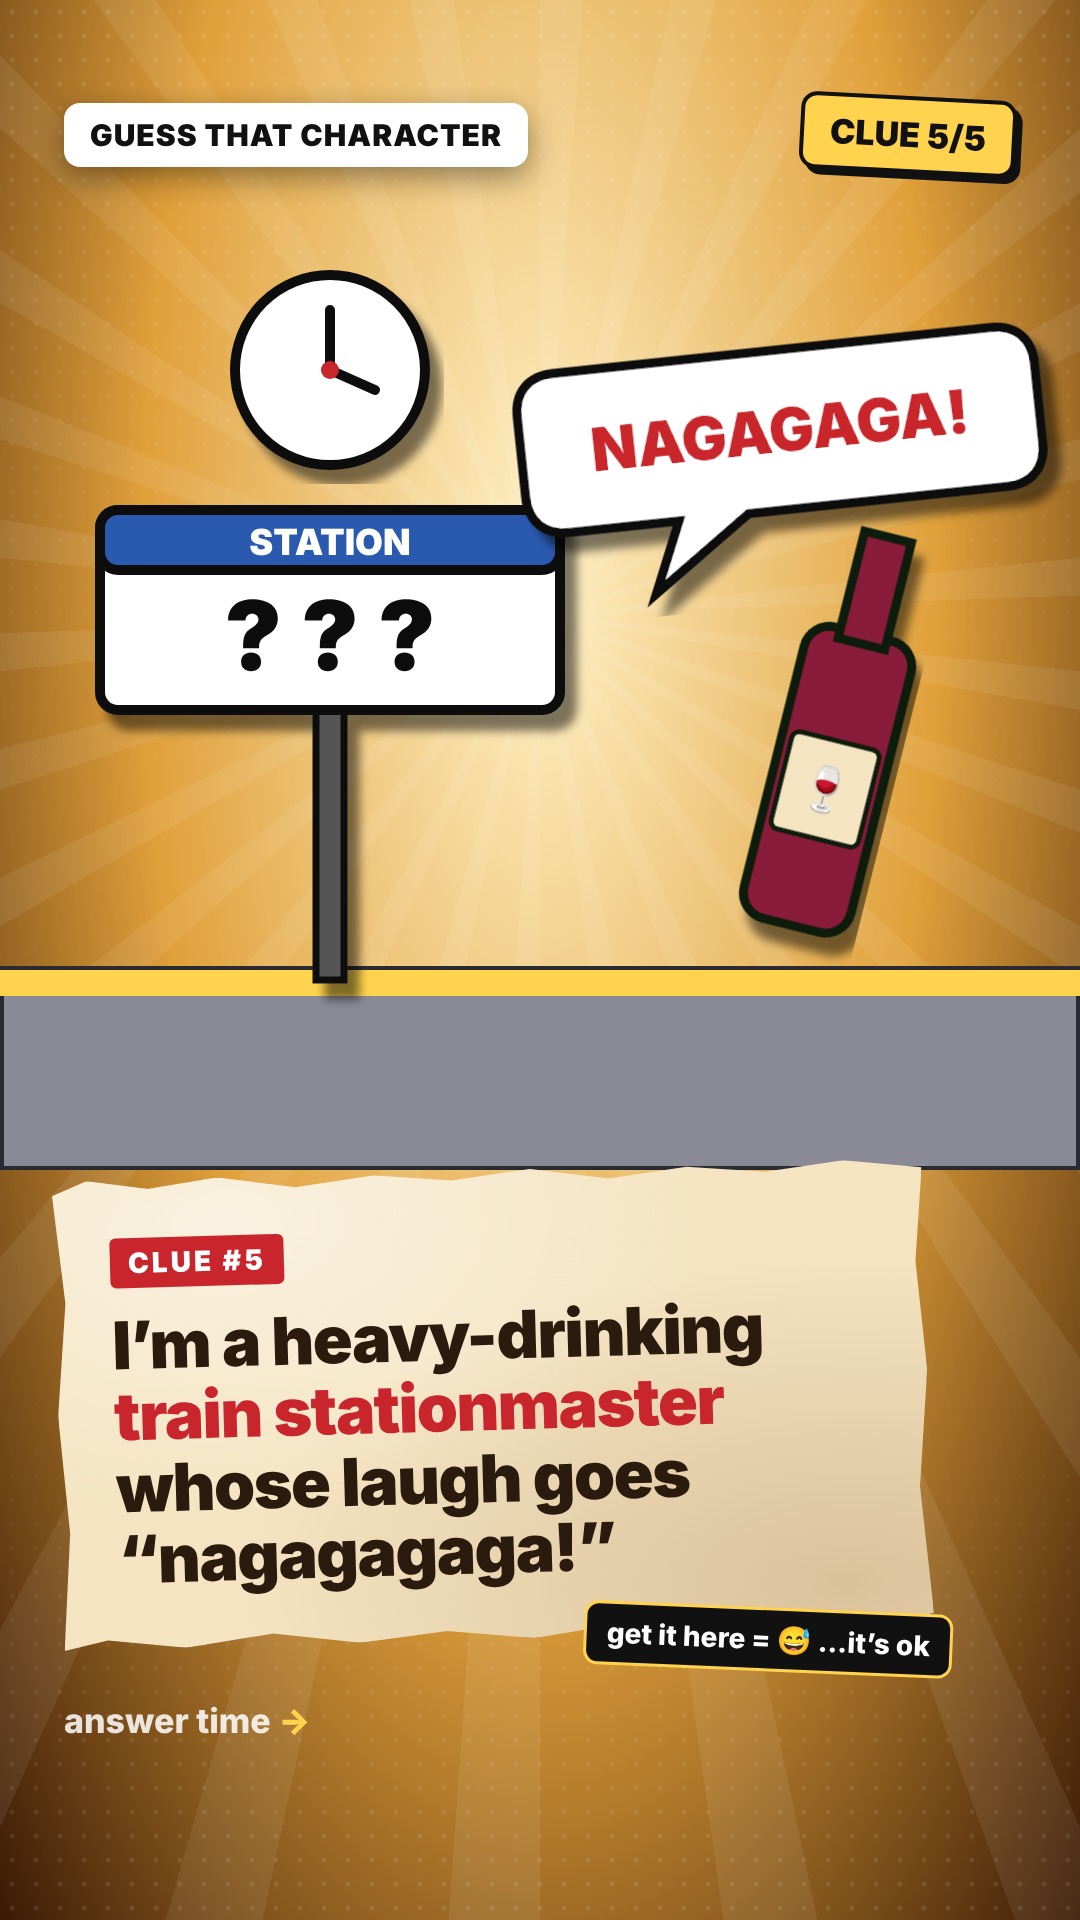 GUESS THAT CHARACTER
CLUE 5/5
NAGAGAGA!
STATION
? ? ?
CLUE #5
I’m a heavy-drinking
train stationmaster
whose laugh goes
“nagagagaga!”
get it here = 😅 ...it’s ok
answer time →